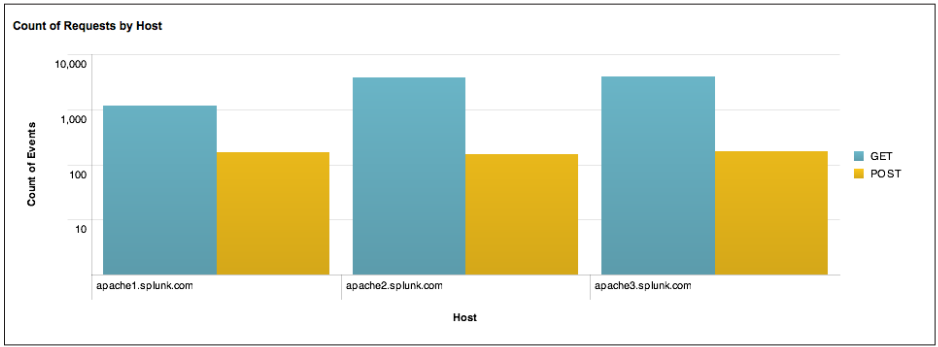 Count of Requests by Host
10,000
1,000
100
10
Count of Events
GET
POST
apache1.splunk.com
apache2.splunk.com
apache3.splunk.com
Host